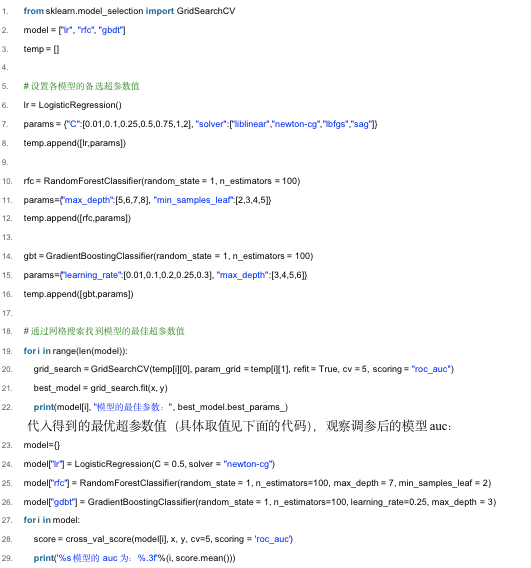 1. from sklearn.model_selection import GridSearchCV
2. model = ["lr", "rfc", "gbdt"]
3. temp = []
4.
5. # 设置各模型的备选超参数值
6. lr = LogisticRegression()
7. params = {"C":[0.01,0.1,0.25,0.5,0.75,1,2], "solver":["liblinear","newton-cg","lbfgs","sag"]}
8. temp.append([lr,params])
9.
10. rfc = RandomForestClassifier(random_state = 1, n_estimators = 100)
11. params={"max_depth":[5,6,7,8], "min_samples_leaf":[2,3,4,5]}
12. temp.append([rfc,params])
13.
14. gbt = GradientBoostingClassifier(random_state = 1, n_estimators = 100)
15. params={"learning_rate":[0.01,0.1,0.2,0.25,0.3], "max_depth":[3,4,5,6]}
16. temp.append([gbt,params])
17.
18. # 通过网格搜索找到模型的最佳超参数值
19. for i in range(len(model)):
20. grid_search = GridSearchCV(temp[i][0], param_grid = temp[i][1], refit = True, cv = 5, scoring = "roc_auc")
21. best_model = grid_search.fit(x, y)
22. print(model[i], "模型的最佳参数：", best_model.best_params_)
代入得到的最优超参数值（具体取值见下面的代码），观察调参后的模型 auc：
23. model={}
24. model["lr"] = LogisticRegression(C = 0.5, solver = "newton-cg")
25. model["rfc"] = RandomForestClassifier(random_state = 1, n_estimators=100, max_depth = 7, min_samples_leaf = 2)
26. model["gdbt"] = GradientBoostingClassifier(random_state = 1, n_estimators=100, learning_rate=0.25, max_depth = 3)
27. for i in model:
28. score = cross_val_score(model[i], x, y, cv=5, scoring = 'roc_auc')
29. print('%s模型的 auc 为：%.3f'%(i, score.mean()))